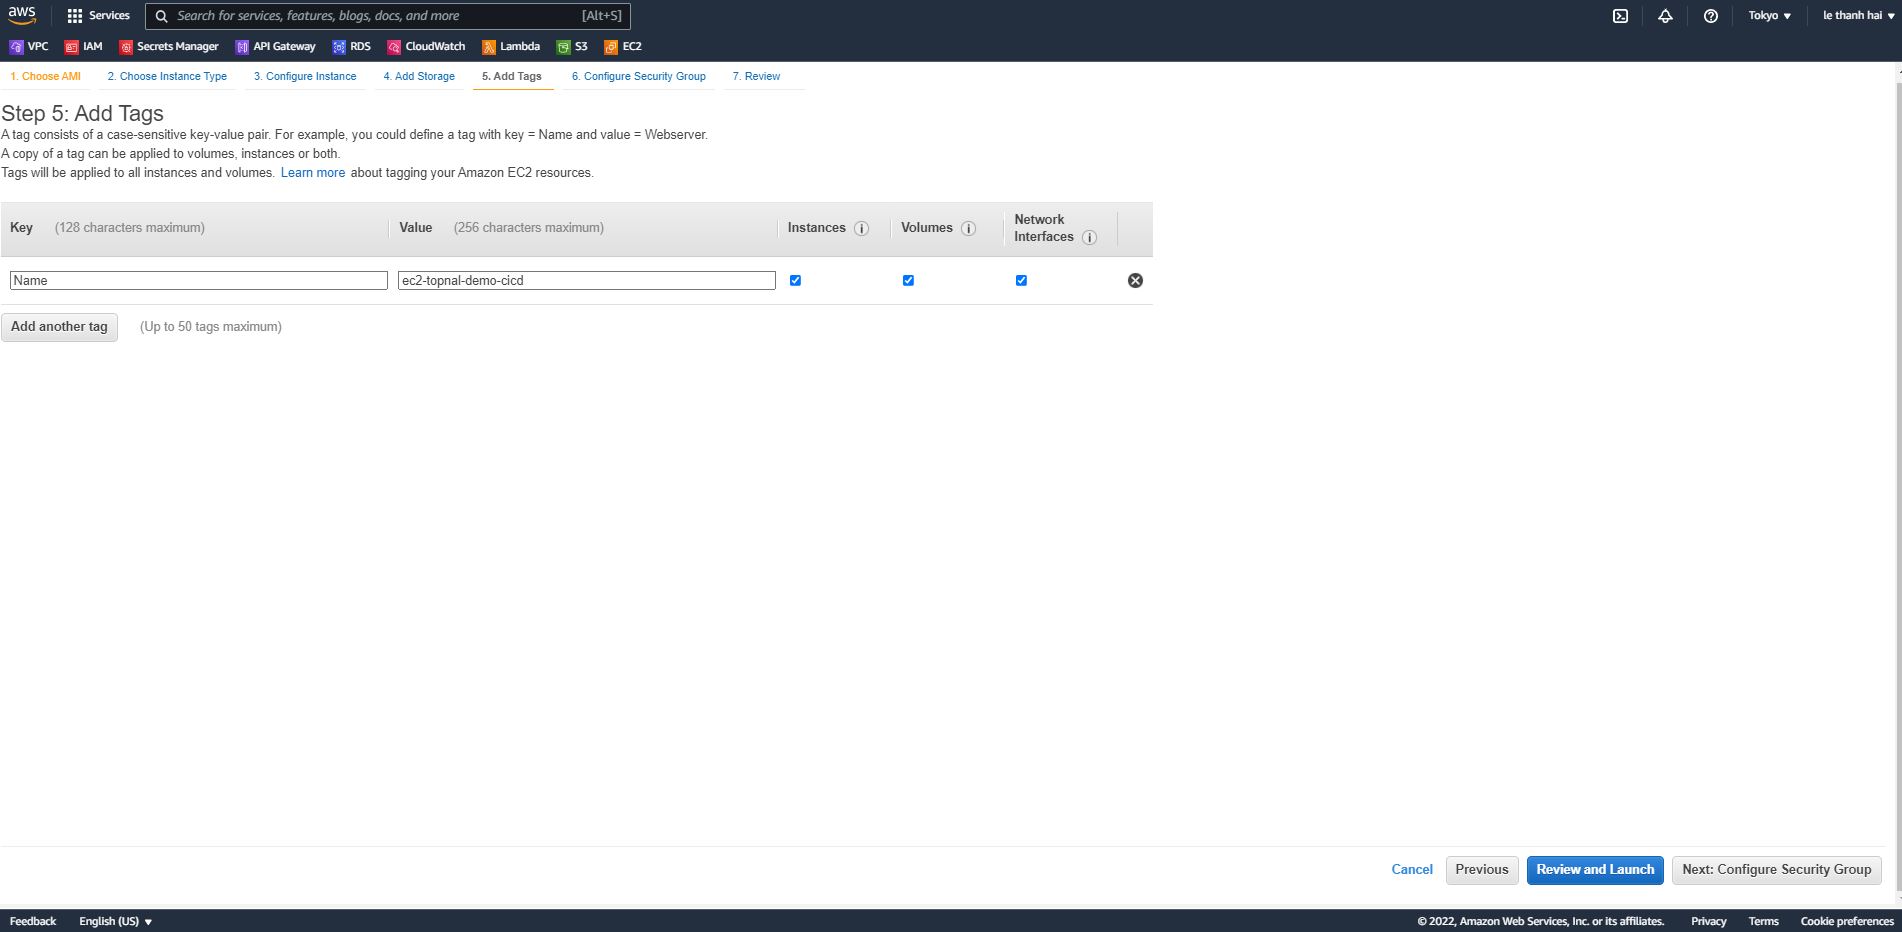 aws Services Search for services, features, blogs, docs, and more [Alt+S] Tokyo ▼ le thanh hai ▼
VPC IAM Secrets Manager API Gateway RDS CloudWatch Lambda S3 EC2
1. Choose AMI 2. Choose Instance Type 3. Configure Instance 4. Add Storage 5. Add Tags 6. Configure Security Group 7. Review
Step 5: Add Tags
A tag consists of a case-sensitive key-value pair. For example, you could define a tag with key = Name and value = Webserver.
A copy of a tag can be applied to volumes, instances or both.
Tags will be applied to all instances and volumes. Learn more about tagging your Amazon EC2 resources.
Key (128 characters maximum) Value (256 characters maximum) Instances Volumes Network
Interfaces
Name ec2-topnal-demo-cicd
Add another tag (Up to 50 tags maximum)
Cancel Previous Review and Launch Next: Configure Security Group
Feedback English (US) ▼ © 2022, Amazon Web Services, Inc. or its affiliates. Privacy Terms Cookie preferences